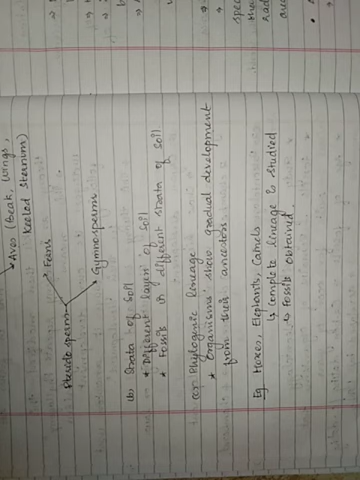 Aves (Beak, Wings,
Keeled Sternum)
Ferns
Pteridosperms
Gymnosperms
(b) Strata of Soil
* Different layers of soil
* Fossils in different strata of soil
(c) Phylogenic lineage
* Organisms show gradual development
from their ancestors.
Eg Horses, Elephants, Camels
↳ Complete lineage is studied
↳ Fossils obtained